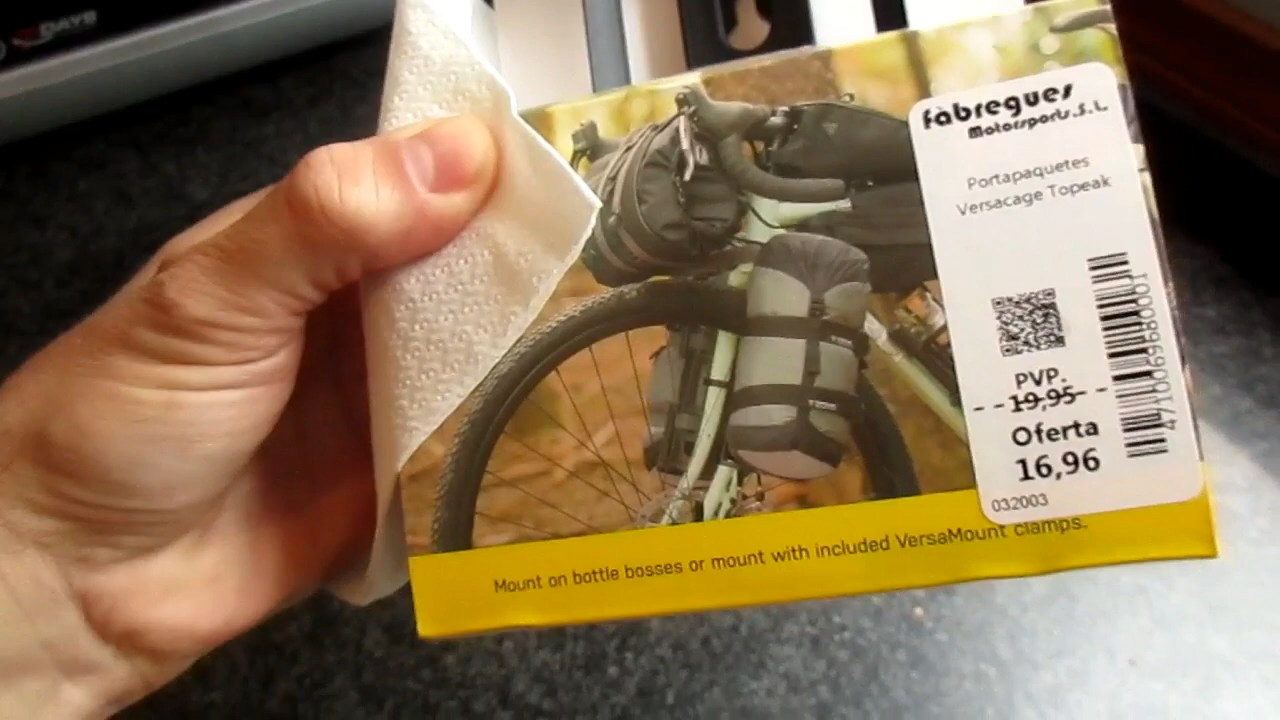 DAYS
fàbregues
Motorsports.S.L.
Portapaquetes
Versacage Topeak
PVP.
19,95
Oferta
16,96
032003
Mount on bottle bosses or mount with included VersaMount clamps.